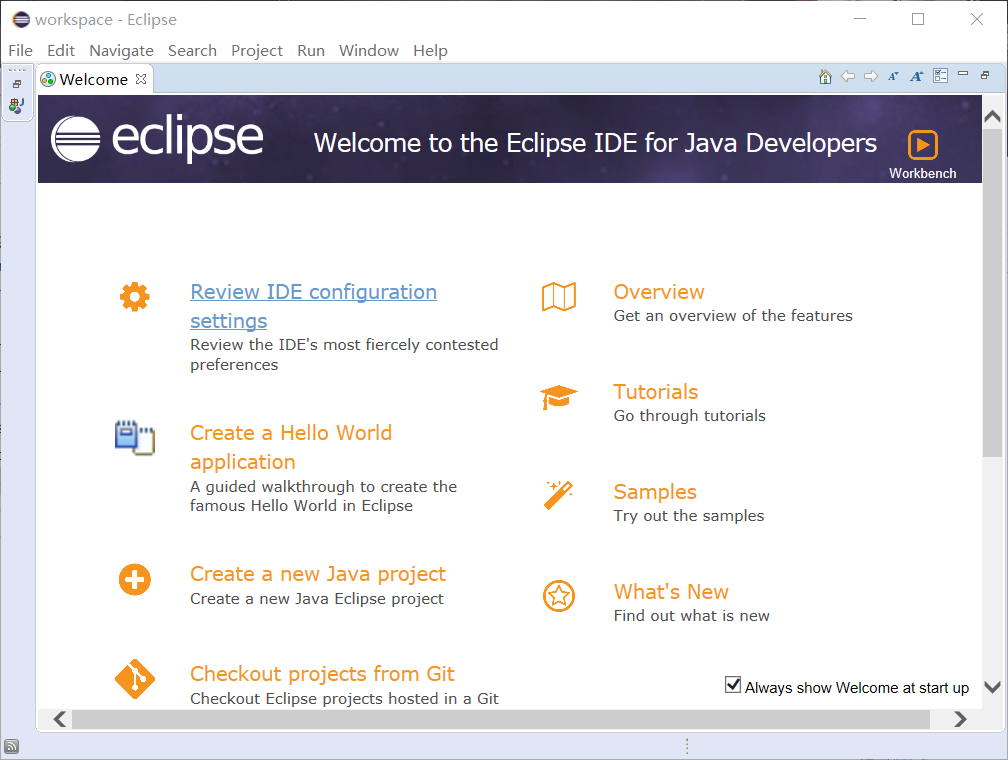 workspace - Eclipse
File Edit Navigate Search Project Run Window Help
Welcome
eclipse
Welcome to the Eclipse IDE for Java Developers
Workbench
Review IDE configuration
settings
Review the IDE's most fiercely contested
preferences
Create a Hello World
application
A guided walkthrough to create the
famous Hello World in Eclipse
Create a new Java project
Create a new Java Eclipse project
Checkout projects from Git
Checkout Eclipse projects hosted in a Git
Overview
Get an overview of the features
Tutorials
Go through tutorials
Samples
Try out the samples
What's New
Find out what is new
Always show Welcome at start up